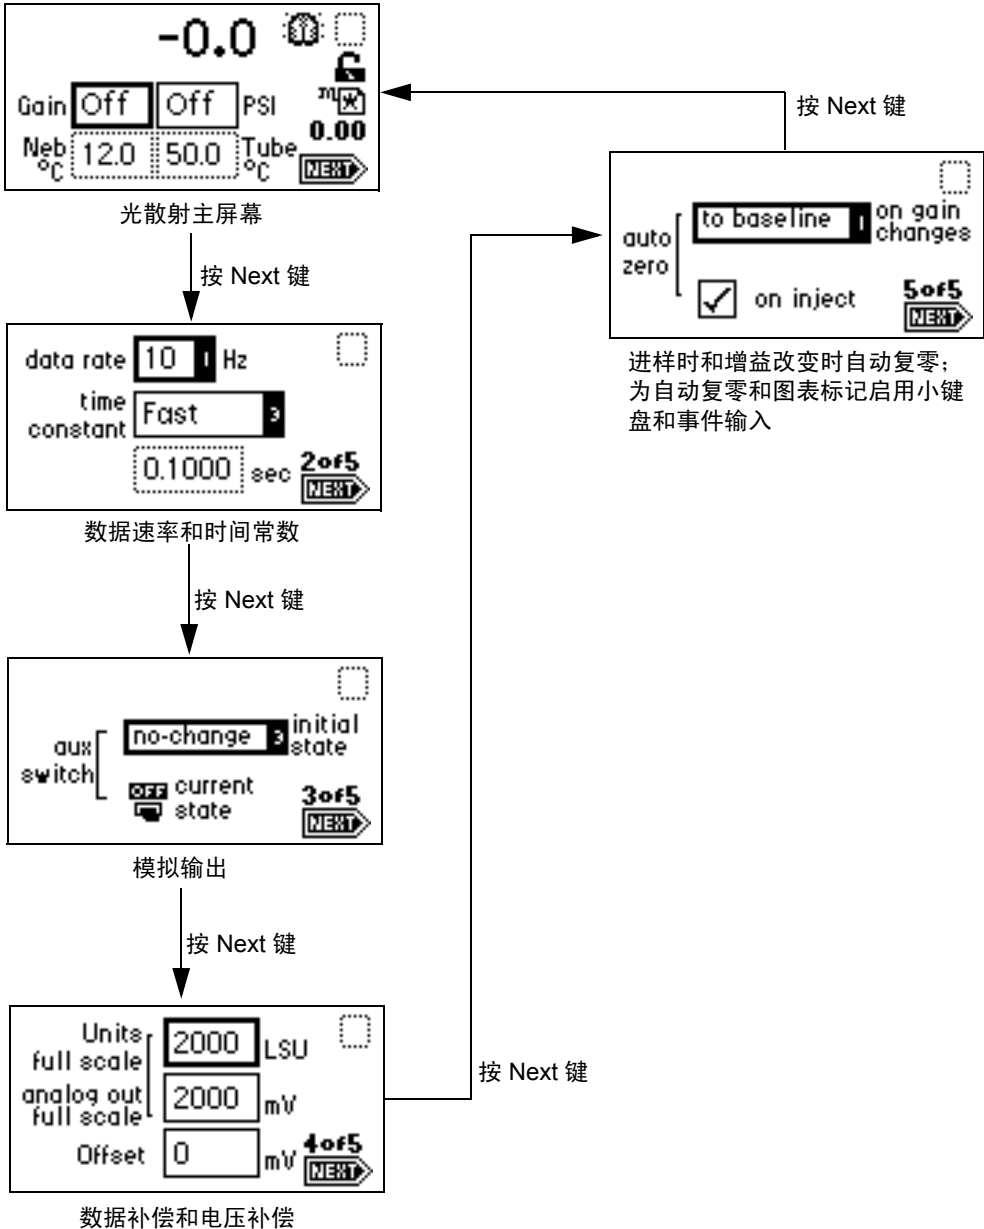 -0.0
Gain Off Off PSI
m
0.00
Neb °C 12.0 50.0 Tube °C
NEXT
光散射主屏幕
按 Next 键
data rate 10 1 Hz
time constant Fast 3
0.1000 sec
2of5
NEXT
数据速率和时间常数
按 Next 键
aux switch
no-change 3 initial state
OFF current state
3of5
NEXT
模拟输出
按 Next 键
Units full scale 2000 LSU
analog out full scale 2000 mV
Offset 0 mV
4of5
NEXT
数据补偿和电压补偿
按 Next 键
auto zero
to baseline 1 on gain changes
on inject
5of5
NEXT
进样时和增益改变时自动复零；
为自动复零和图表标记启用小键
盘和事件输入
按 Next 键